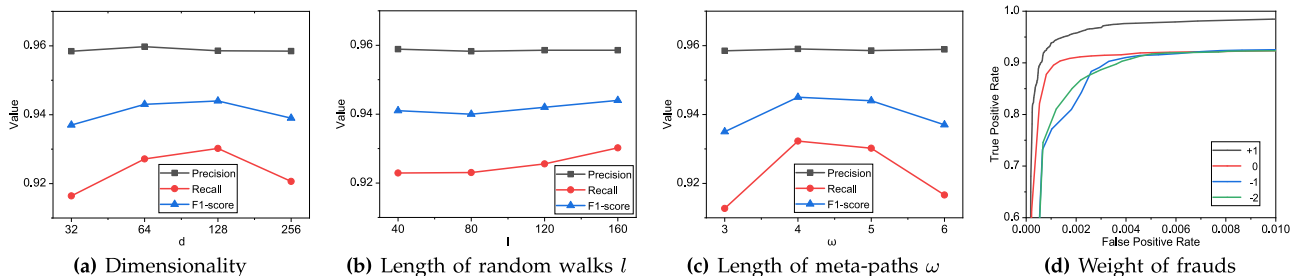 0.96
0.94
0.92
Value
Precision
Recall
F1-score
32
64
128
256
d
(a) Dimensionality
0.96
0.94
0.92
Value
Precision
Recall
F1-score
40
80
120
160
l
(b) Length of random walks l
0.96
0.94
0.92
Value
Precision
Recall
F1-score
3
4
5
6
ω
(c) Length of meta-paths ω
1.0
0.9
0.8
0.7
0.6
True Positive Rate
+1
0
-1
-2
0.000
0.002
0.004
0.006
0.008
0.010
False Positive Rate
(d) Weight of frauds